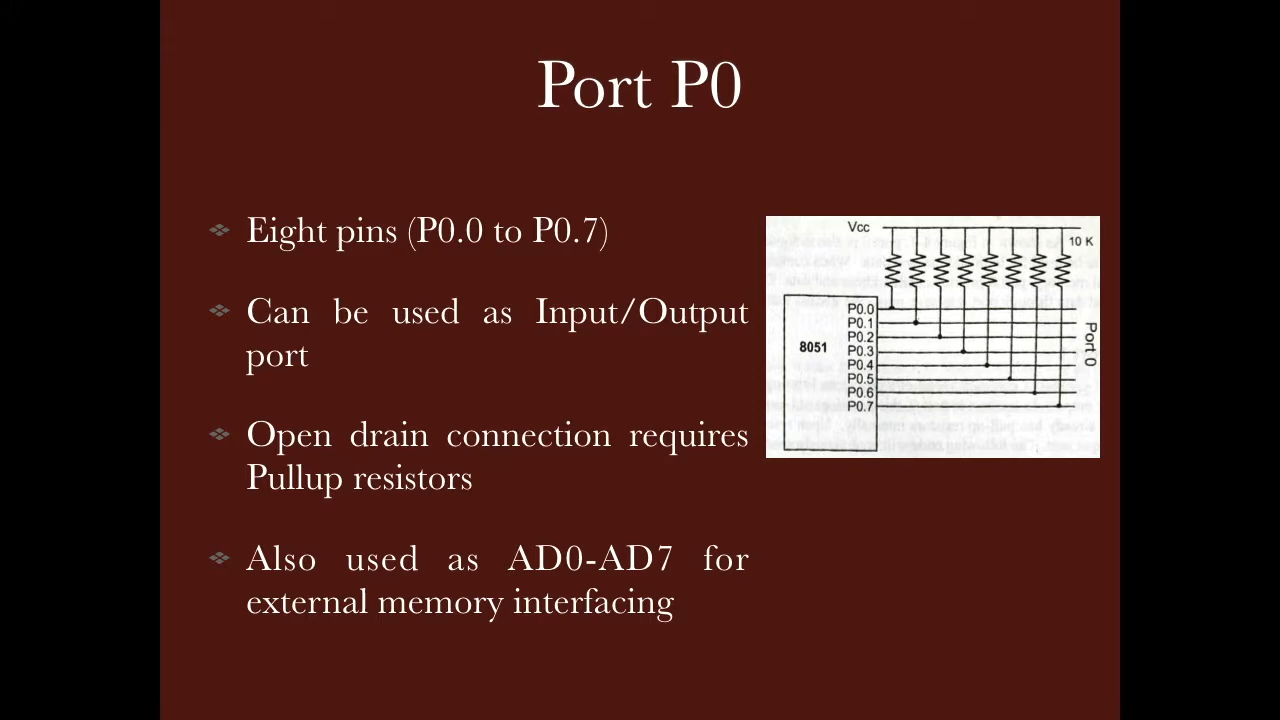 Port P0
Eight pins (P0.0 to P0.7)
Can be used as Input/Output
port
Open drain connection requires
Pullup resistors
Also used as AD0-AD7 for
external memory interfacing
Vcc
10 K
8051
P0.0
P0.1
P0.2
P0.3
P0.4
P0.5
P0.6
P0.7
Port 0